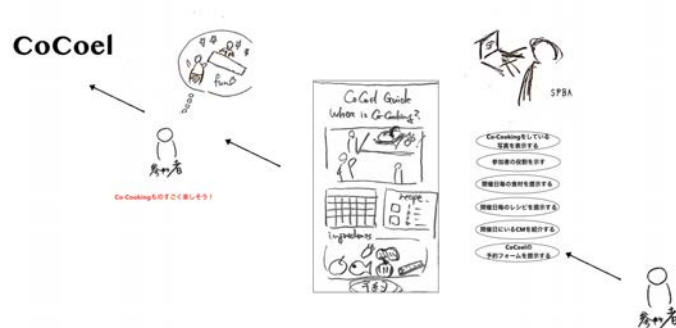 CoCoel
fun
参加者
Co-Cookingものすごく楽しそう！
CoCoel Guide
Where is Co-Cooking?
recipe
ingredients
SPBA
Co-Cookingをしている
写真を表示する
参加者の役割を示す
開催日毎の食材を提示する
開催日毎のレシピを提示する
開催日にいるCMを紹介する
CoCoelの
予約フォームを提示する
参加者